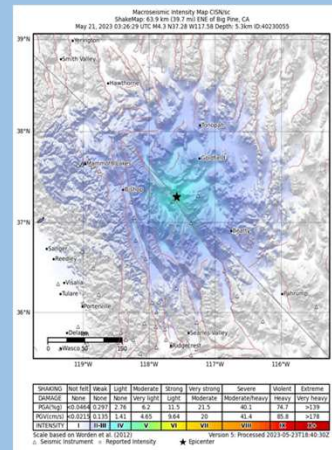 Macroseismic Intensity Map CISN/sc
ShakeMap: 63.9 km (39.7 mi) ENE of Big Pine, CA
May 21, 2023 03:26:29 UTC M4.3 N37.28 W117.58 Depth: 5.3km ID:40230055
39°N
Yerington
Smith Valley
Hawthorne
38°N
Tonopah
Goldfield
Mammoth Lakes
Bishop
37°N
Beatty
Sanger
Reedley
Visalia
Tulare
Pahrump
Porterville
36°N
Searles Valley
Wasco
Ridgecrest
119°W 118°W 117°W 116°W
SHAKING Not felt Weak Light Moderate Strong Very strong Severe Violent Extreme
DAMAGE None None None Very light Light Moderate Moderate/heavy Heavy Very heavy
PGA(%g) <0.0464 0.297 2.76 6.2 11.5 21.5 40.1 74.7 >139
PGV(cm/s) <0.0215 0.135 1.41 4.65 9.64 20 41.4 85.8 >178
INTENSITY I II-III IV V VI VII VIII IX X+
Scale based on Worden et al. (2012) Version 5: Processed 2023-05-23T18:40:30Z
△ Seismic Instrument ○ Reported Intensity ★ Epicenter